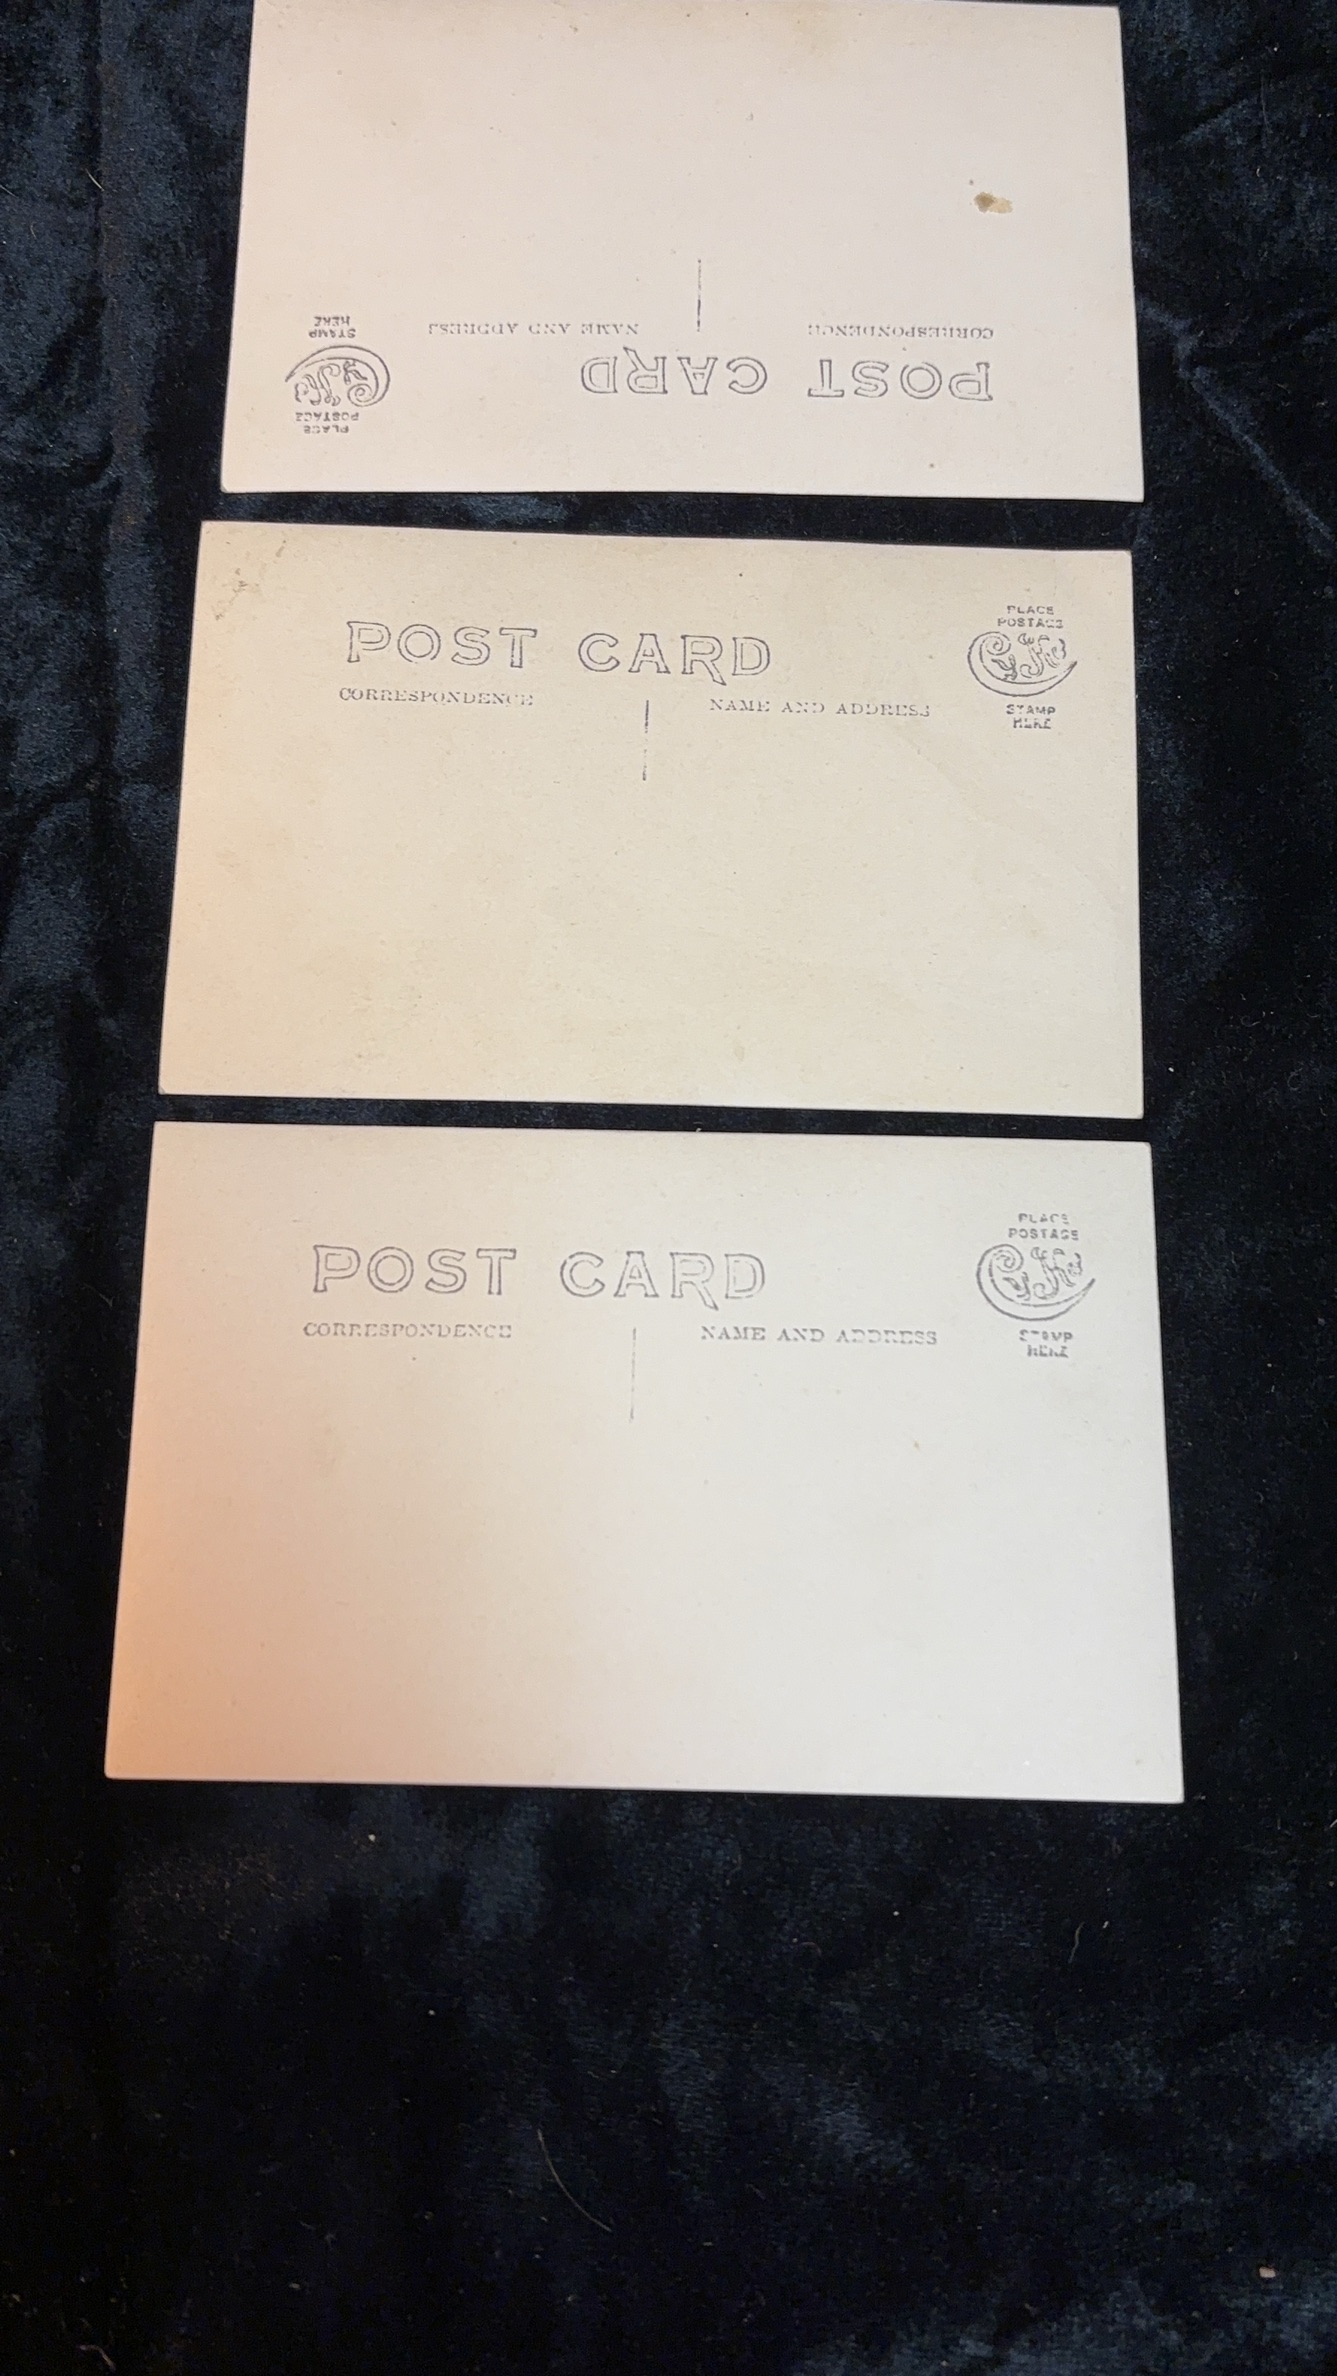 CORRESPONDENCE
NAME AND ADDRESS
POST CARD
PLACE
POSTAGE
STAMP
HERE
POST CARD
CORRESPONDENCE
NAME AND ADDRESS
PLACE
POSTAGE
STAMP
HERE
POST CARD
CORRESPONDENCE
NAME AND ADDRESS
PLACE
POSTAGE
STAMP
HERE